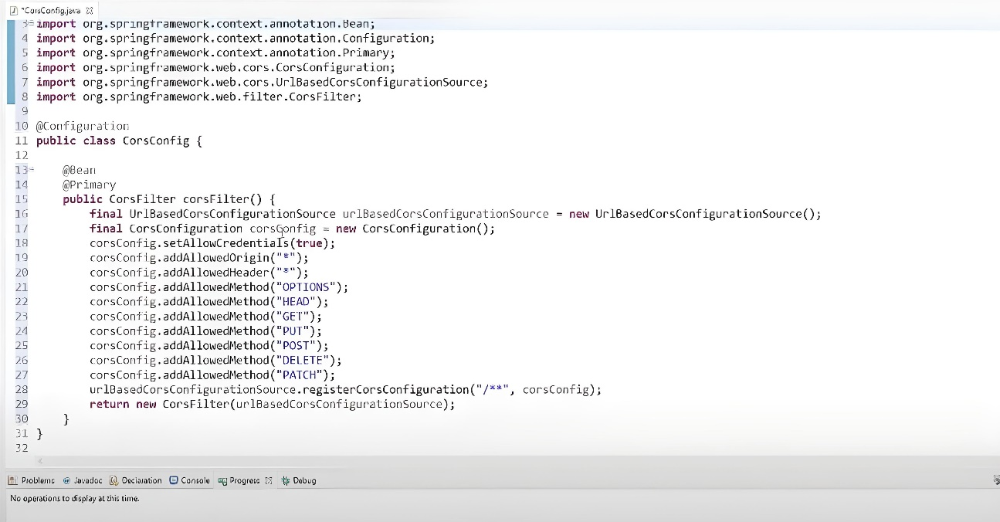 *CorsConfig.java
3 import org.springframework.context.annotation.Bean;
4 import org.springframework.context.annotation.Configuration;
5 import org.springframework.context.annotation.Primary;
6 import org.springframework.web.cors.CorsConfiguration;
7 import org.springframework.web.cors.UrlBasedCorsConfigurationSource;
8 import org.springframework.web.filter.CorsFilter;
9
10 @Configuration
11 public class CorsConfig {
12
13 @Bean
14 @Primary
15 public CorsFilter corsFilter() {
16 final UrlBasedCorsConfigurationSource urlBasedCorsConfigurationSource = new UrlBasedCorsConfigurationSource();
17 final CorsConfiguration corsConfig = new CorsConfiguration();
18 corsConfig.setAllowCredentials(true);
19 corsConfig.addAllowedOrigin("*");
20 corsConfig.addAllowedHeader("*");
21 corsConfig.addAllowedMethod("OPTIONS");
22 corsConfig.addAllowedMethod("HEAD");
23 corsConfig.addAllowedMethod("GET");
24 corsConfig.addAllowedMethod("PUT");
25 corsConfig.addAllowedMethod("POST");
26 corsConfig.addAllowedMethod("DELETE");
27 corsConfig.addAllowedMethod("PATCH");
28 urlBasedCorsConfigurationSource.registerCorsConfiguration("/**", corsConfig);
29 return new CorsFilter(urlBasedCorsConfigurationSource);
30 }
31 }
32
Problems Javadoc Declaration Console Progress Debug
No operations to display at this time.